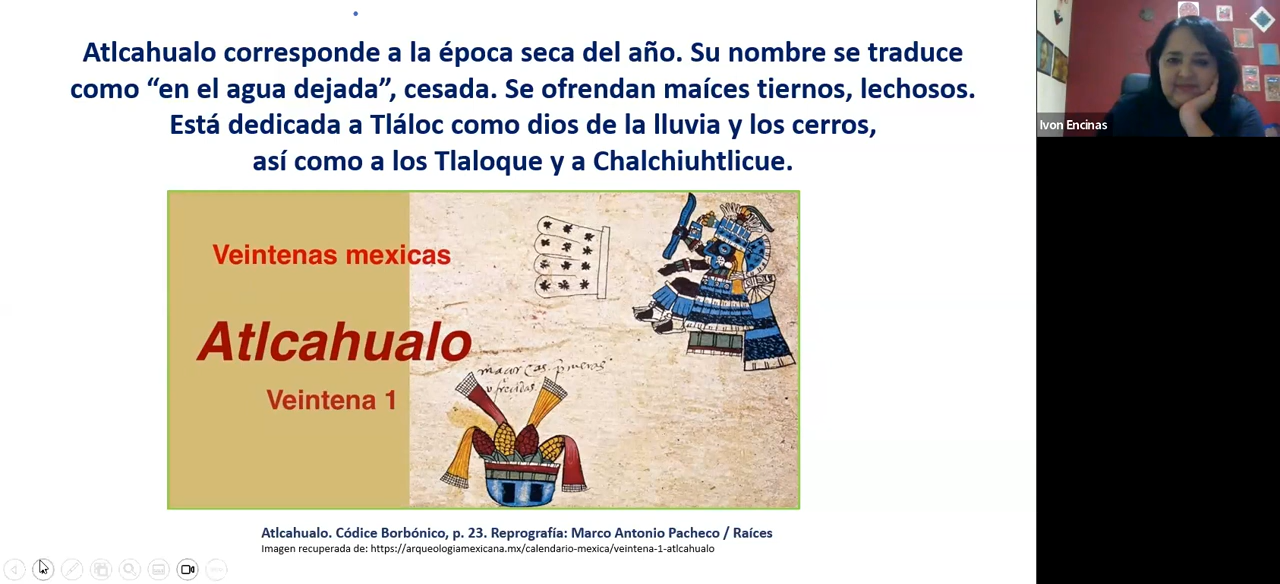 Atlcahualo corresponde a la época seca del año. Su nombre se traduce
como “en el agua dejada”, cesada. Se ofrendan maíces tiernos, lechosos.
Está dedicada a Tláloc como dios de la lluvia y los cerros,
así como a los Tlaloque y a Chalchiuhtlicue.
Ivon Encinas
Veintenas mexicas
Atlcahualo
Veintena 1
Atlcahualo. Códice Borbónico, p. 23. Reprografía: Marco Antonio Pacheco / Raíces
Imagen recuperada de: https://arqueologiamexicana.mx/calendario-mexica/veintena-1-atlcahualo